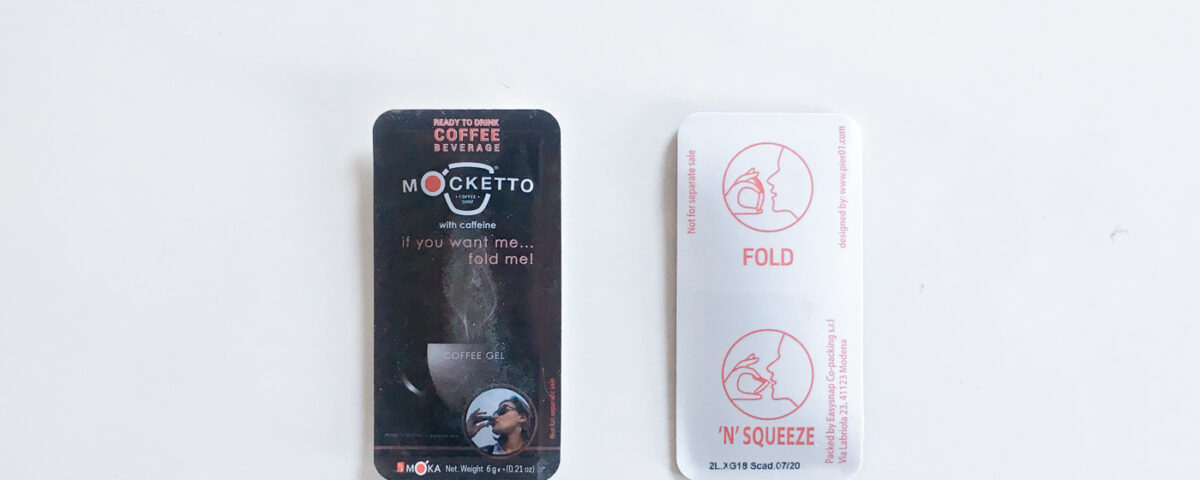 READY TO DRINK
COFFEE
BEVERAGE
MOCKETTO
• COFFEE •
SHOT
with caffeine
if you want me...
fold me!
COFFEE GEL
Not for separate sale
MOKA Net. Weight 6 g ℮ (0.21 oz)
Not for separate sale
designed by: www.pier01.com
FOLD
'N' SQUEEZE
Packed by Easysnap Co-packing s.r.l
Via Labriola 23, 41123 Modena
2L.XG18 Scad.07/20